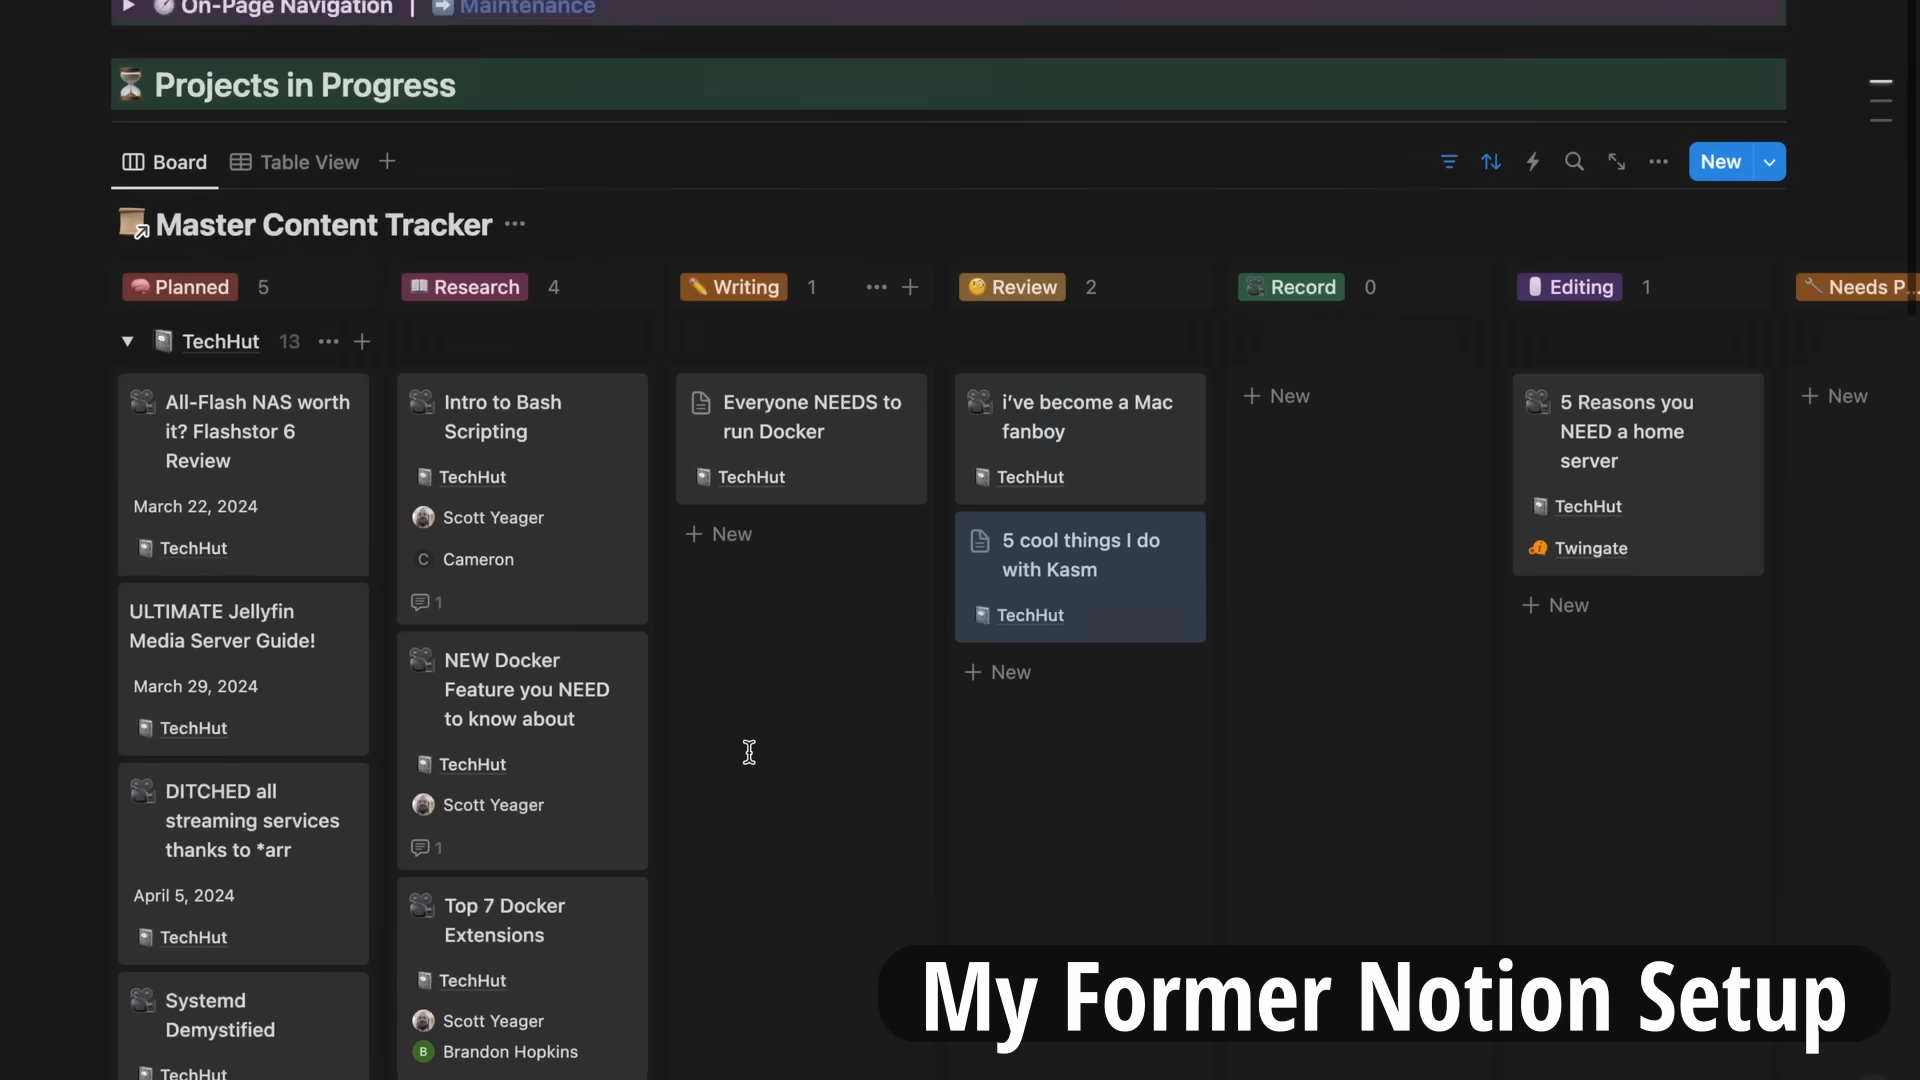 On-Page Navigation | Maintenance
Projects in Progress
Board Table View
New
Master Content Tracker
Planned 5
Research 4
Writing 1
Review 2
Record 0
Editing 1
Needs P...
TechHut 13
All-Flash NAS worth
it? Flashstor 6
Review
March 22, 2024
TechHut
ULTIMATE Jellyfin
Media Server Guide!
March 29, 2024
TechHut
DITCHED all
streaming services
thanks to *arr
April 5, 2024
TechHut
Systemd
Demystified
TechHut
Intro to Bash
Scripting
TechHut
Scott Yeager
C Cameron
1
NEW Docker
Feature you NEED
to know about
TechHut
Scott Yeager
1
Top 7 Docker
Extensions
TechHut
Scott Yeager
B Brandon Hopkins
Everyone NEEDS to
run Docker
TechHut
New
i've become a Mac
fanboy
TechHut
5 cool things I do
with Kasm
TechHut
New
New
5 Reasons you
NEED a home
server
TechHut
Twingate
New
New
My Former Notion Setup